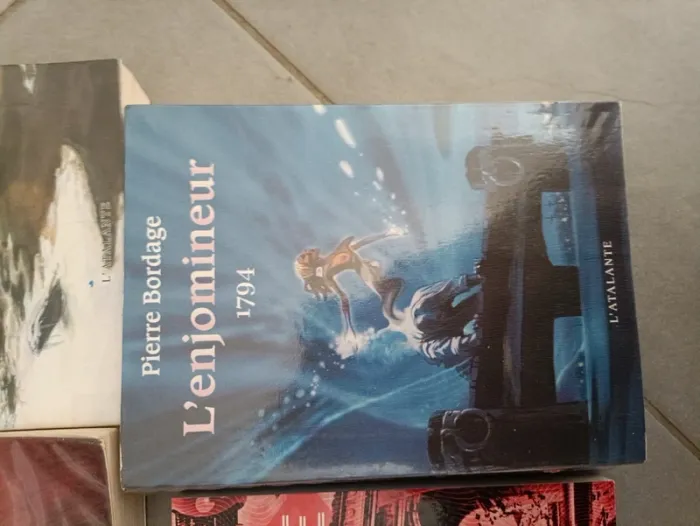 Pierre Bordage
L'enjomineur
1794
L'ATALANTE
L'ATALANTE